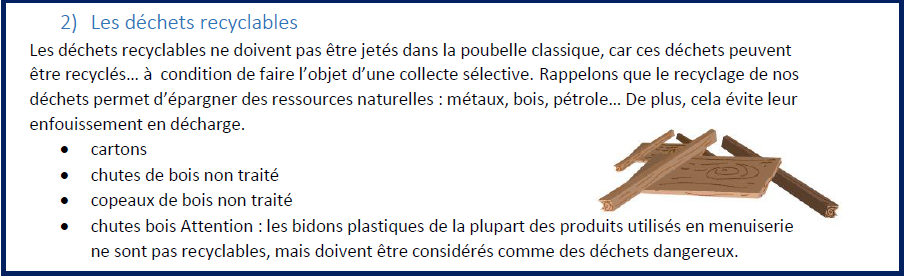 2) Les déchets recyclables
Les déchets recyclables ne doivent pas être jetés dans la poubelle classique, car ces déchets peuvent
être recyclés… à condition de faire l’objet d’une collecte sélective. Rappelons que le recyclage de nos
déchets permet d’épargner des ressources naturelles : métaux, bois, pétrole… De plus, cela évite leur
enfouissement en décharge.
• cartons
• chutes de bois non traité
• copeaux de bois non traité
• chutes bois Attention : les bidons plastiques de la plupart des produits utilisés en menuiserie
ne sont pas recyclables, mais doivent être considérés comme des déchets dangereux.